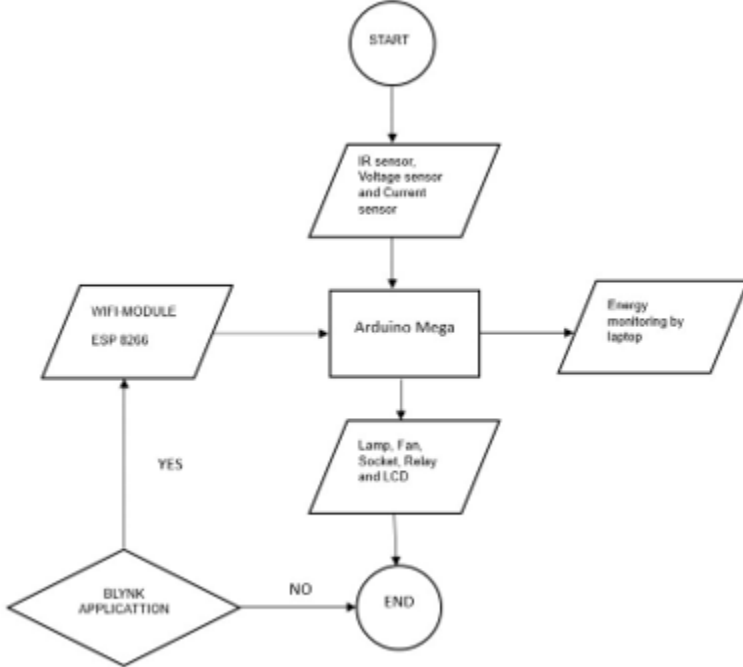 START
IR sensor,
Voltage sensor
and Current
sensor
WIFI-MODULE
ESP 8266
Arduino Mega
Energy
monitoring by
laptop
Lamp, Fan,
Socket, Relay
and LCD
YES
BLYNK
APPLICATTION
NO
END